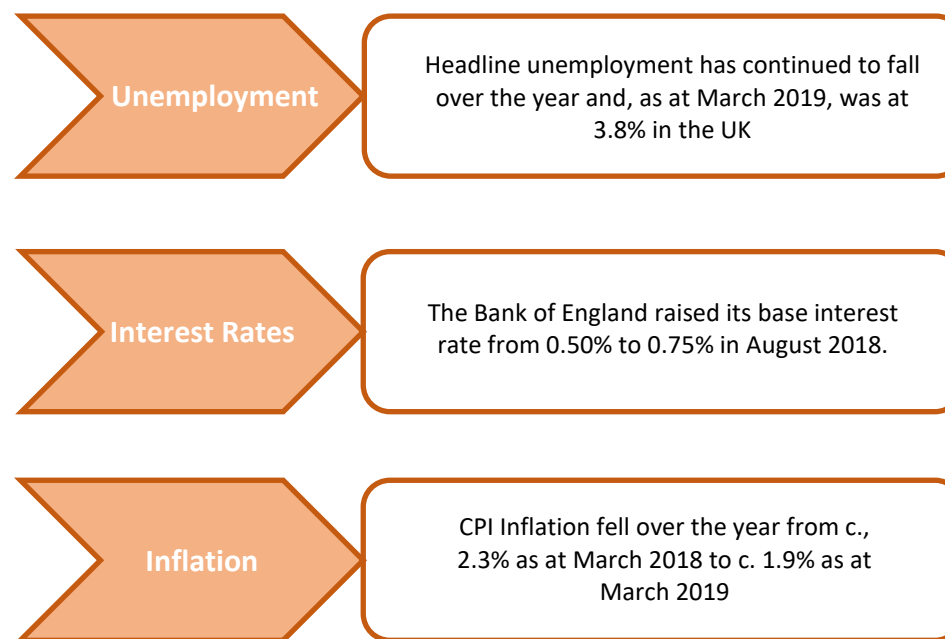 Unemployment
Headline unemployment has continued to fall
over the year and, as at March 2019, was at
3.8% in the UK
Interest Rates
The Bank of England raised its base interest
rate from 0.50% to 0.75% in August 2018.
Inflation
CPI Inflation fell over the year from c.,
2.3% as at March 2018 to c. 1.9% as at
March 2019